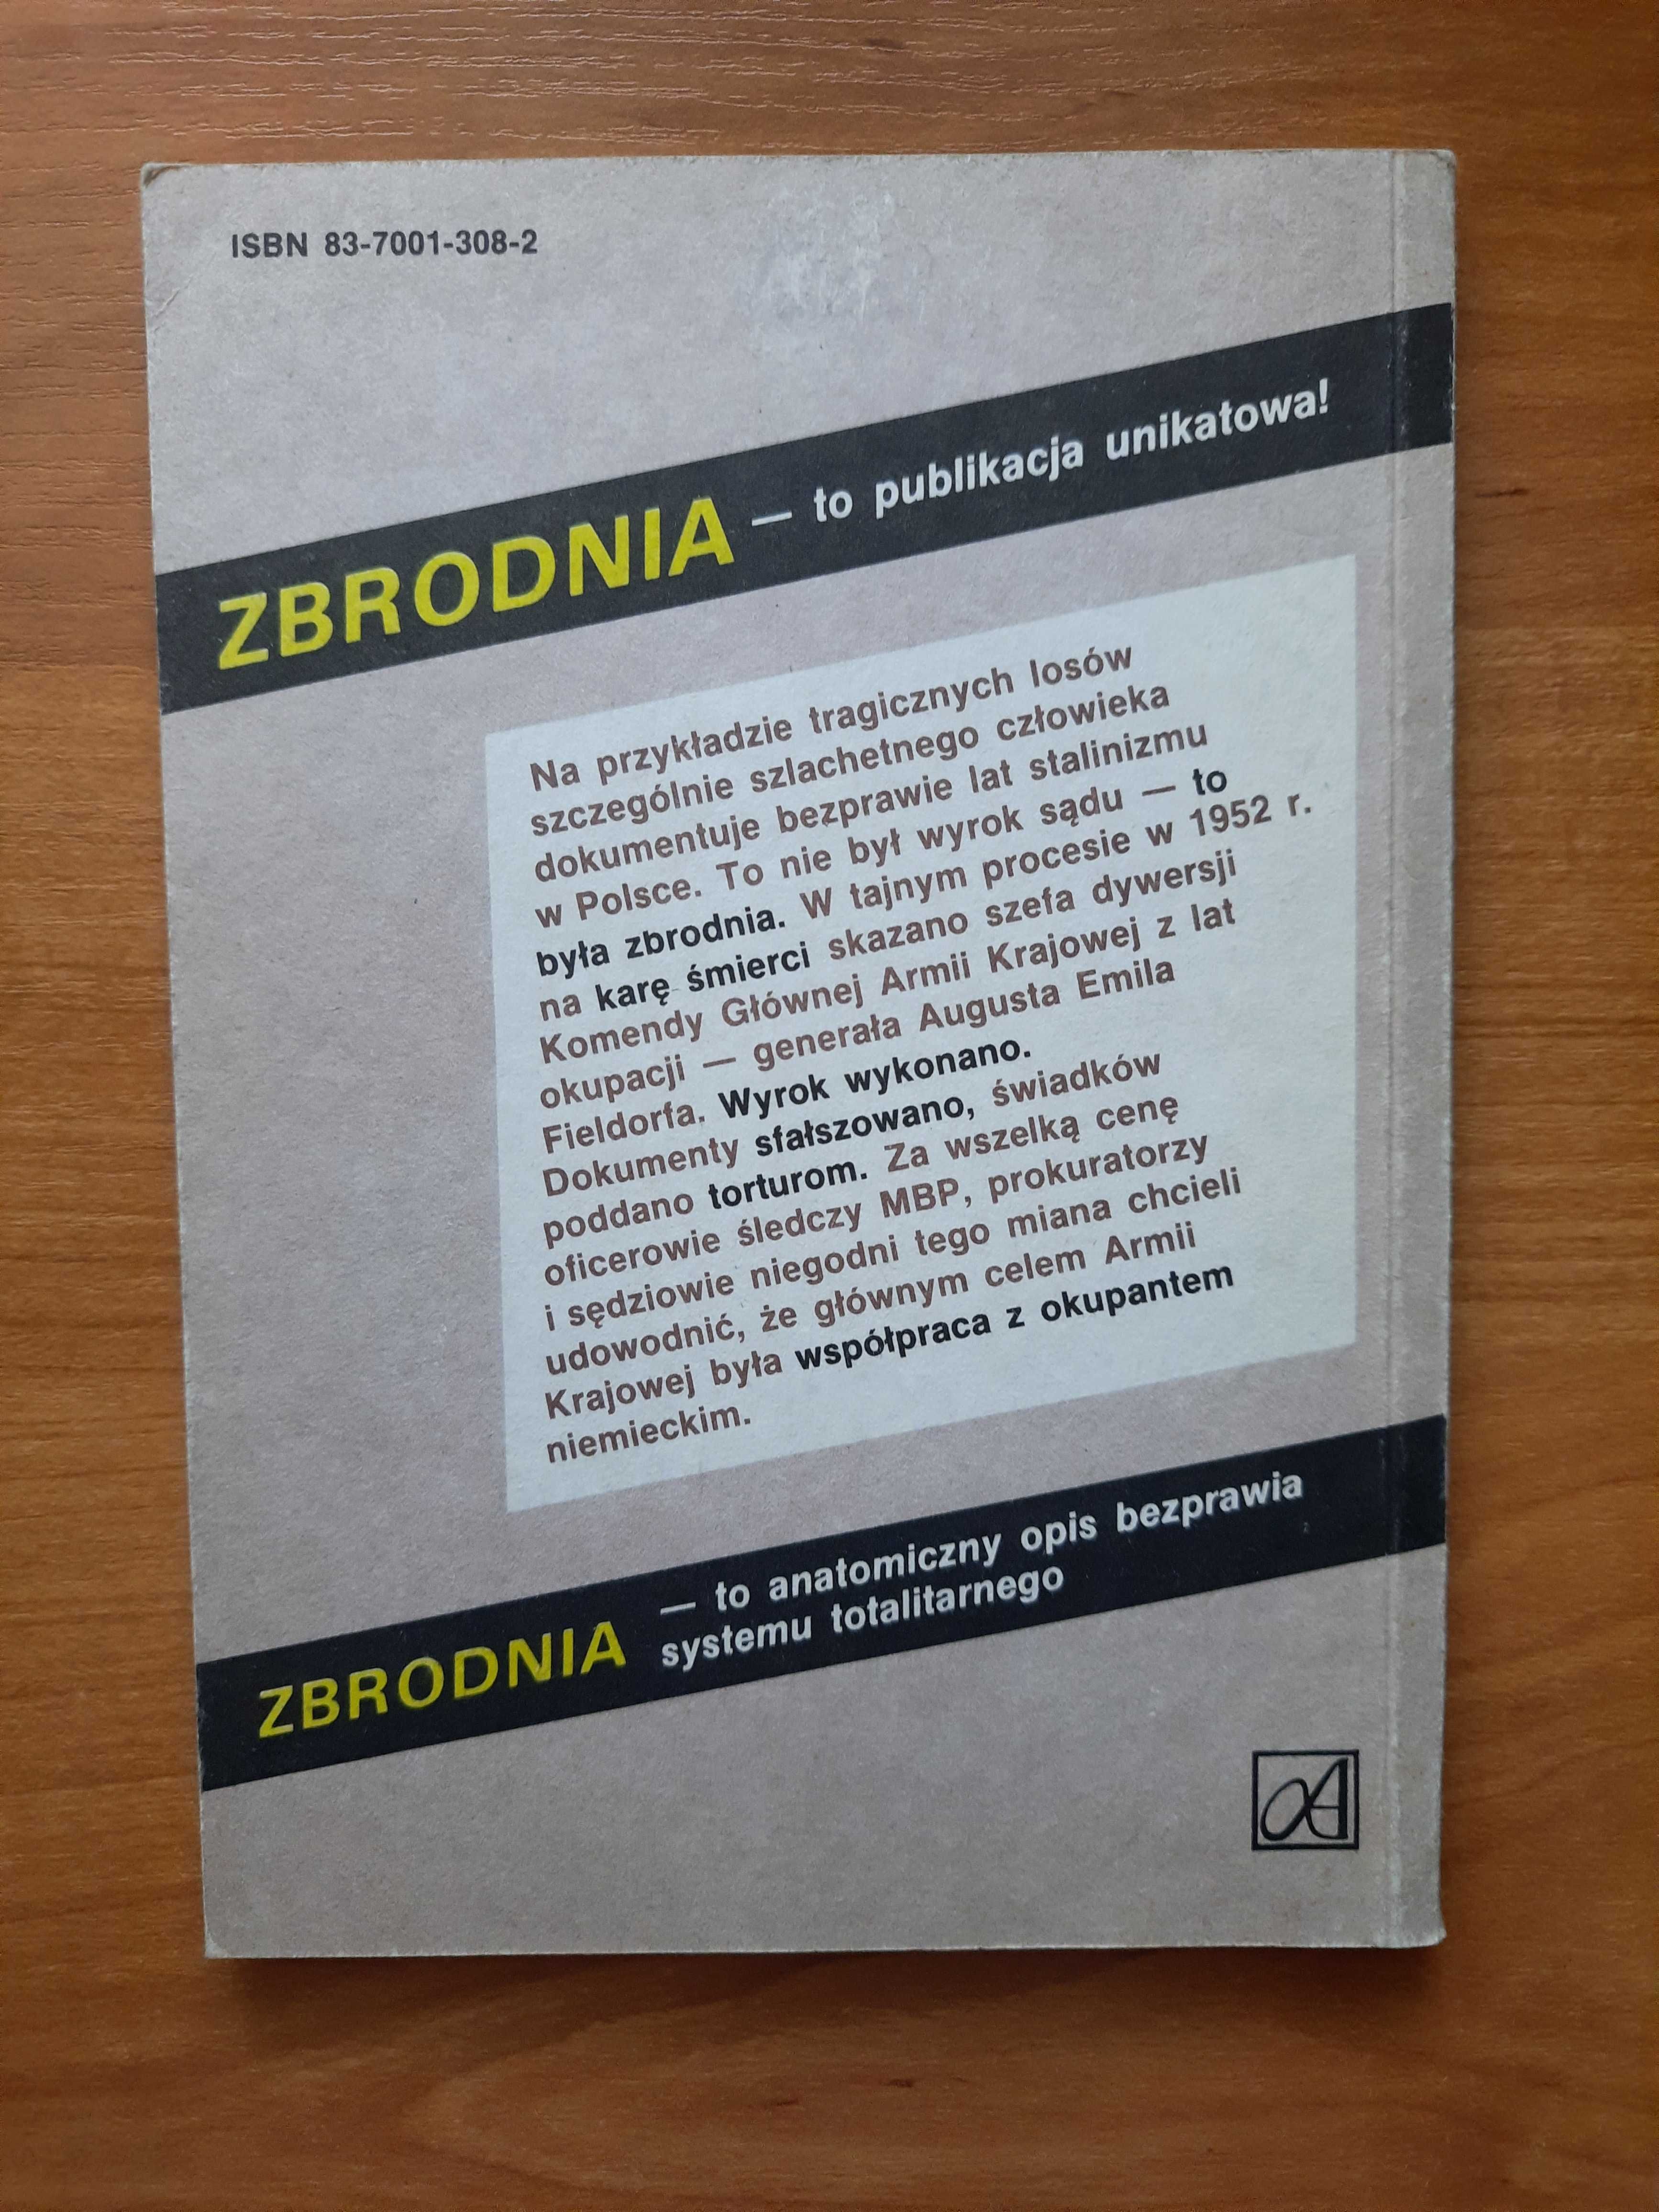 ISBN 83-7001-308-2
ZBRODNIA — to publikacja unikatowa!
Na przykładzie tragicznych losów
szczególnie szlachetnego człowieka
dokumentuje bezprawie lat stalinizmu
w Polsce. To nie był wyrok sądu — to
była zbrodnia. W tajnym procesie w 1952 r.
na karę śmierci skazano szefa dywersji
Komendy Głównej Armii Krajowej z lat
okupacji — generała Augusta Emila
Fieldorfa. Wyrok wykonano.
Dokumenty sfałszowano, świadków
poddano torturom. Za wszelką cenę
oficerowie śledczy MBP, prokuratorzy
i sędziowie niegodni tego miana chcieli
udowodnić, że głównym celem Armii
Krajowej była współpraca z okupantem
niemieckim.
ZBRODNIA — to anatomiczny opis bezprawia
systemu totalitarnego